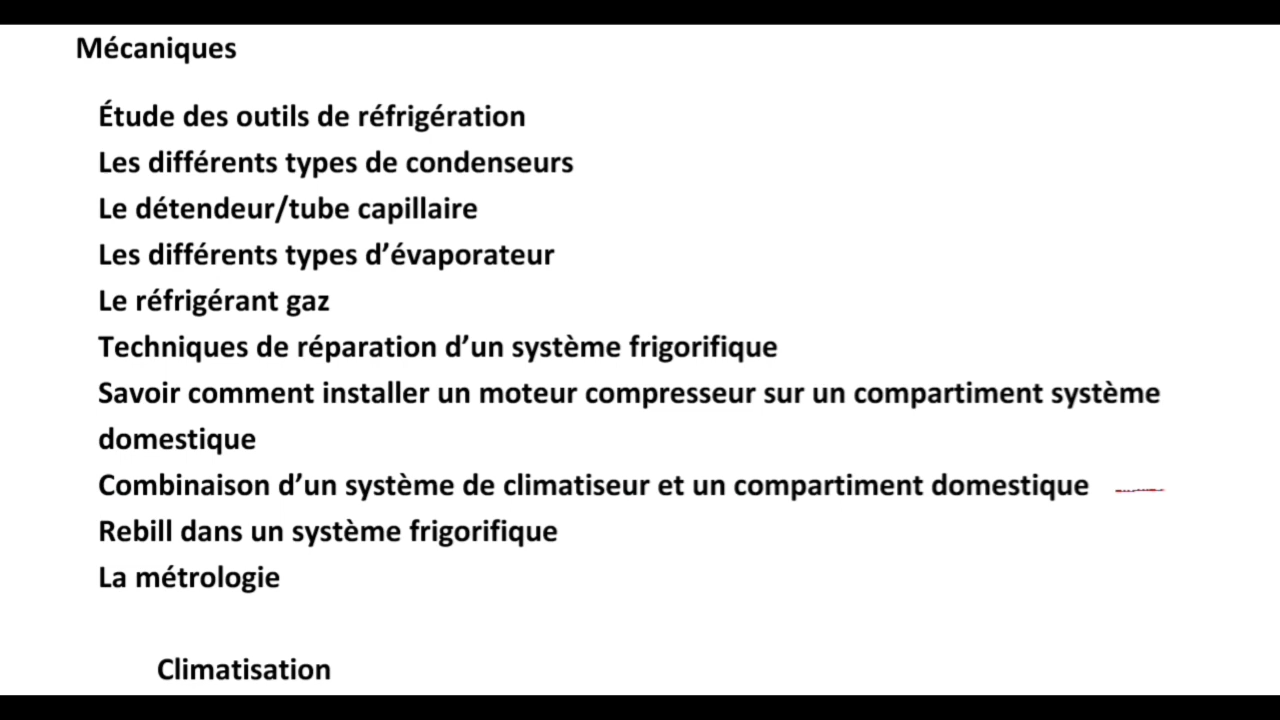 Mécaniques
Étude des outils de réfrigération
Les différents types de condenseurs
Le détendeur/tube capillaire
Les différents types d’évaporateur
Le réfrigérant gaz
Techniques de réparation d’un système frigorifique
Savoir comment installer un moteur compresseur sur un compartiment système
domestique
Combinaison d’un système de climatiseur et un compartiment domestique
Rebill dans un système frigorifique
La métrologie
Climatisation